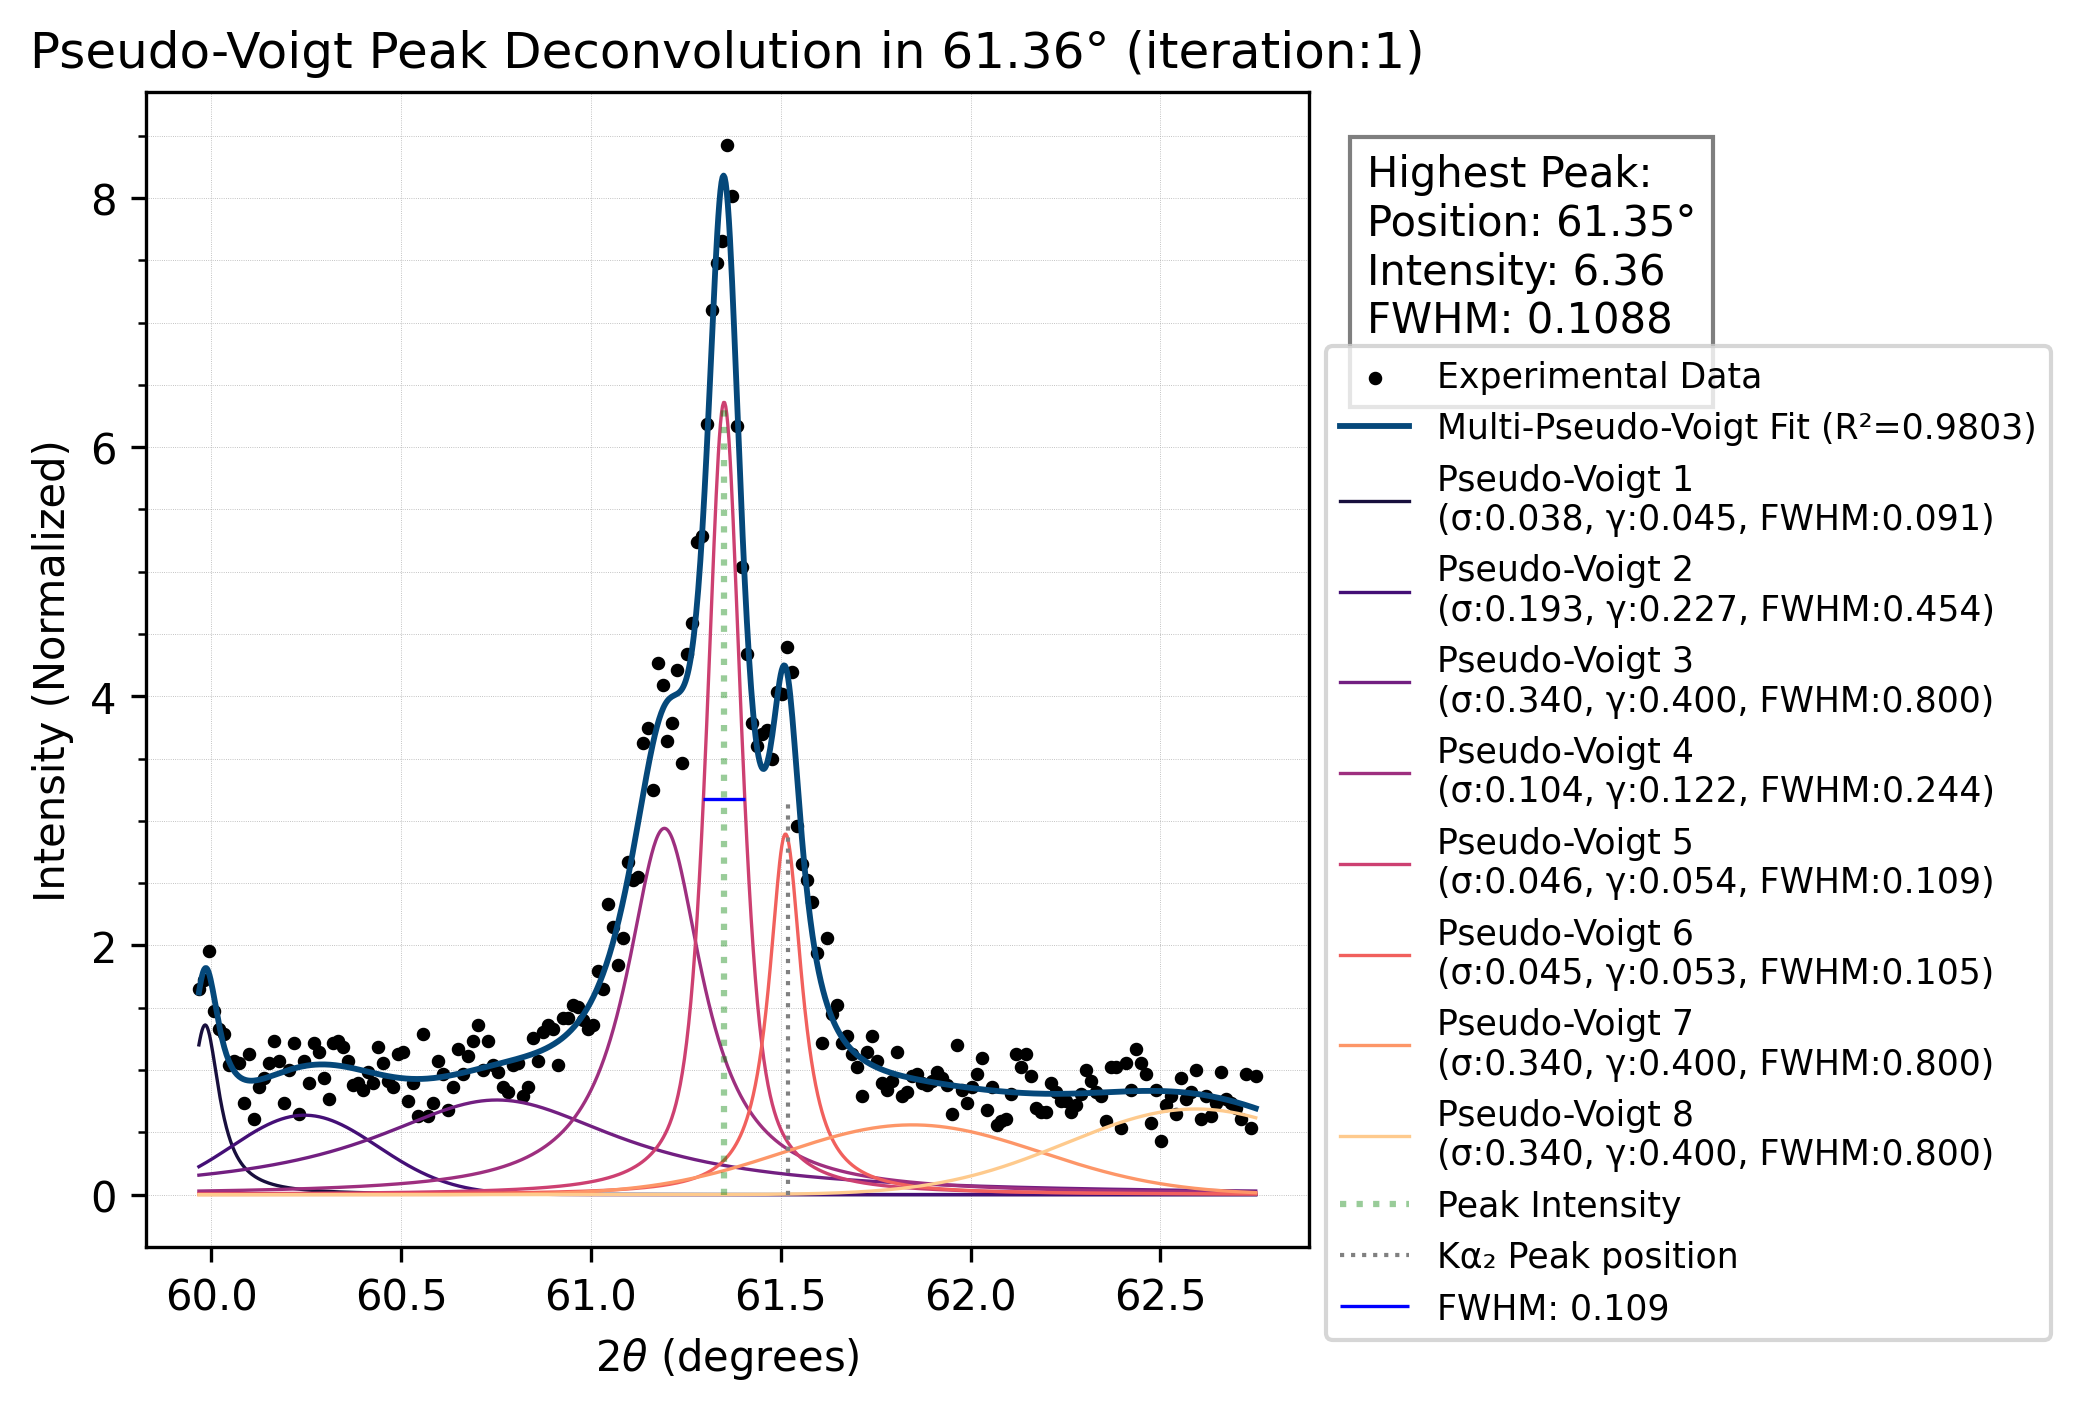 Pseudo-Voigt Peak Deconvolution in 61.36° (iteration:1)
Intensity (Normalized)
8
6
4
2
0
60.0 60.5 61.0 61.5 62.0 62.5
2θ (degrees)
Highest Peak:
Position: 61.35°
Intensity: 6.36
FWHM: 0.1088
Experimental Data
Multi-Pseudo-Voigt Fit (R²=0.9803)
Pseudo-Voigt 1
(σ:0.038, γ:0.045, FWHM:0.091)
Pseudo-Voigt 2
(σ:0.193, γ:0.227, FWHM:0.454)
Pseudo-Voigt 3
(σ:0.340, γ:0.400, FWHM:0.800)
Pseudo-Voigt 4
(σ:0.104, γ:0.122, FWHM:0.244)
Pseudo-Voigt 5
(σ:0.046, γ:0.054, FWHM:0.109)
Pseudo-Voigt 6
(σ:0.045, γ:0.053, FWHM:0.105)
Pseudo-Voigt 7
(σ:0.340, γ:0.400, FWHM:0.800)
Pseudo-Voigt 8
(σ:0.340, γ:0.400, FWHM:0.800)
Peak Intensity
Kα₂ Peak position
FWHM: 0.109